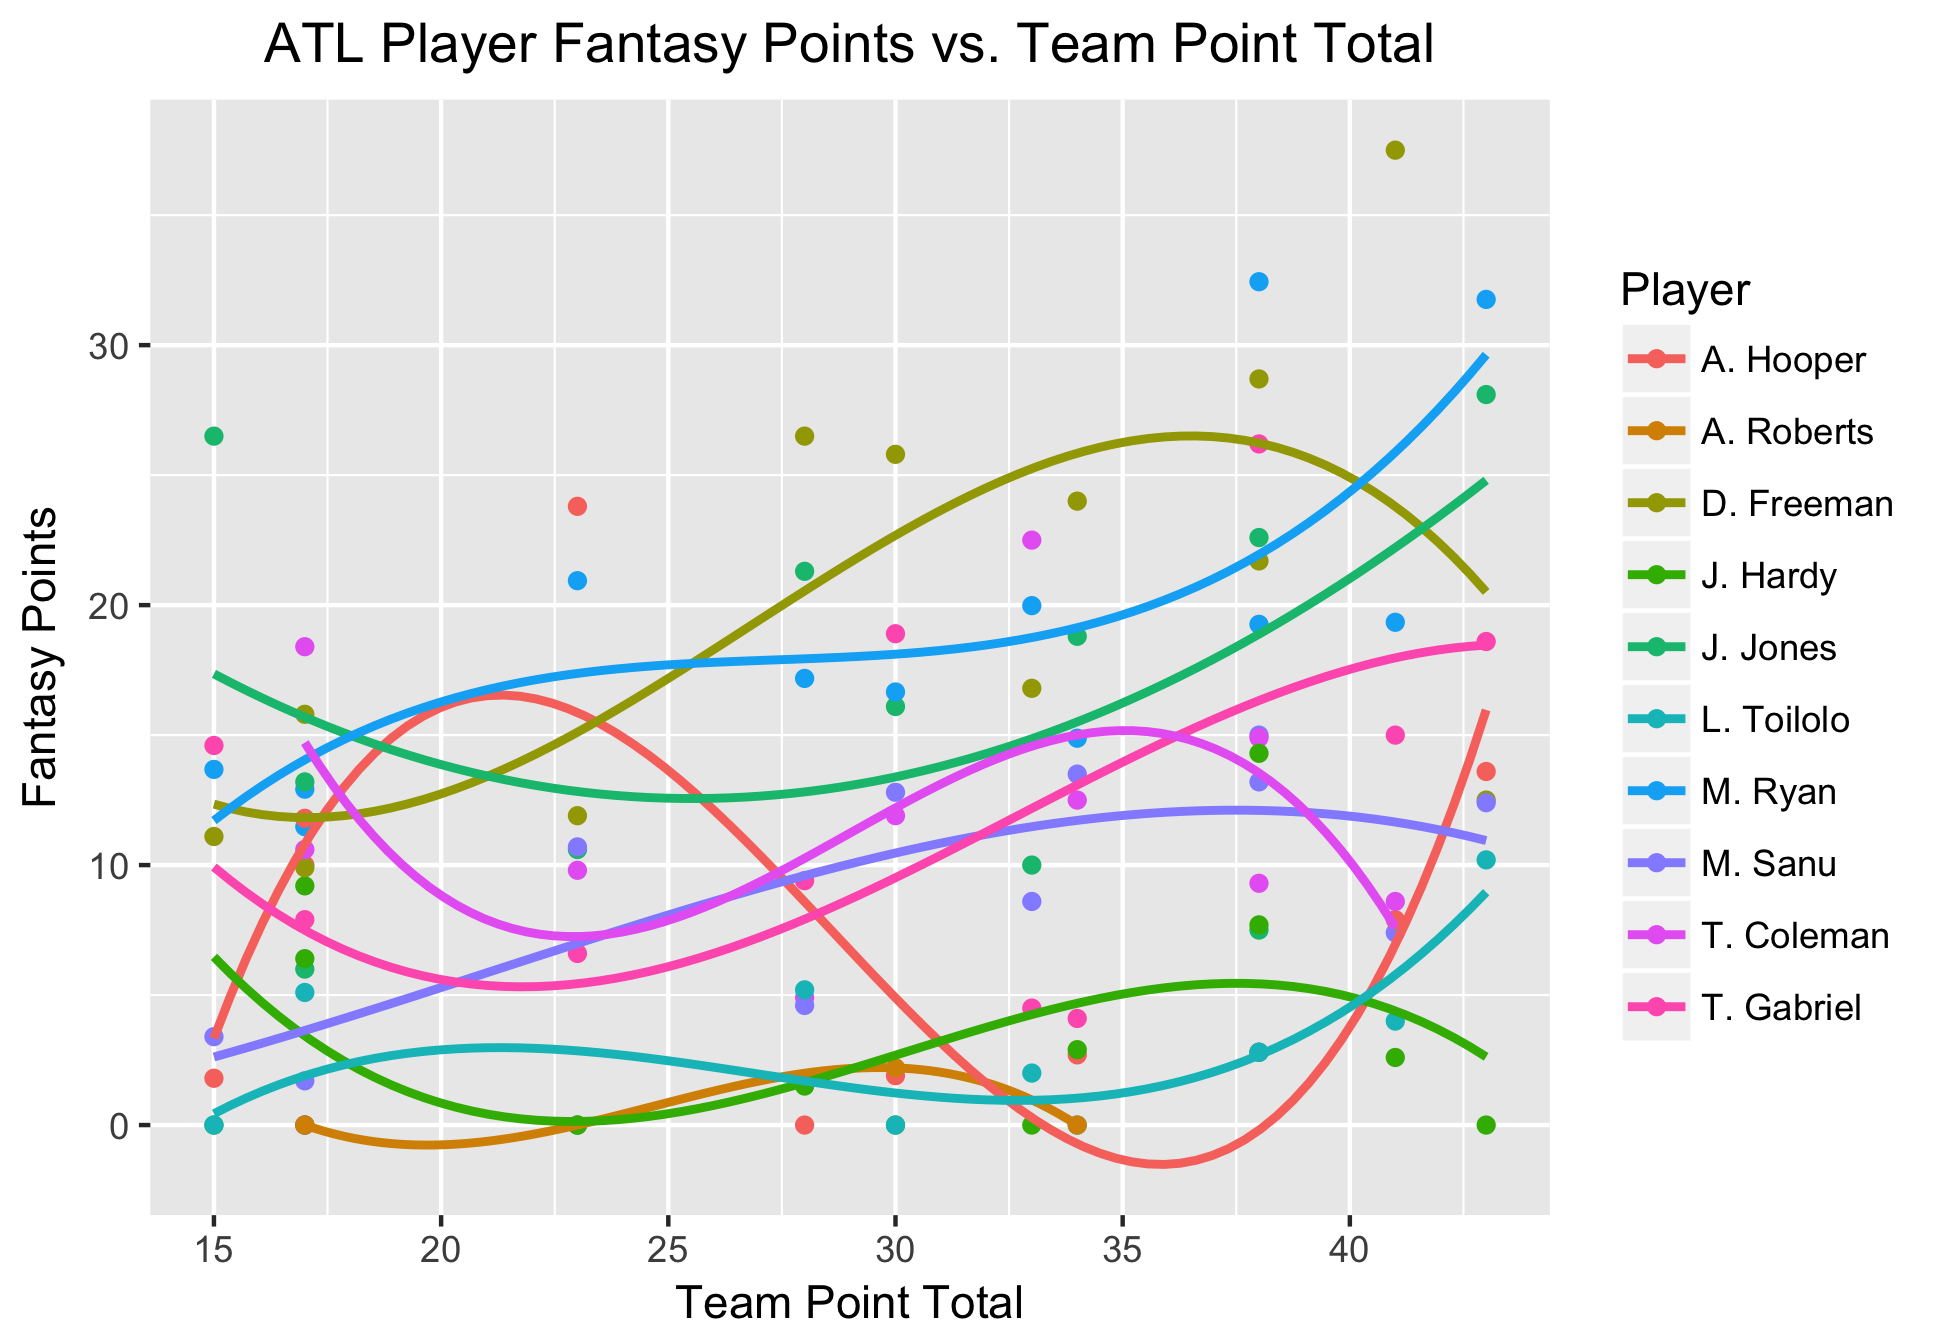 ATL Player Fantasy Points vs. Team Point Total
Fantasy Points
30
20
10
0
15 20 25 30 35 40
Team Point Total
Player
A. Hooper
A. Roberts
D. Freeman
J. Hardy
J. Jones
L. Toilolo
M. Ryan
M. Sanu
T. Coleman
T. Gabriel